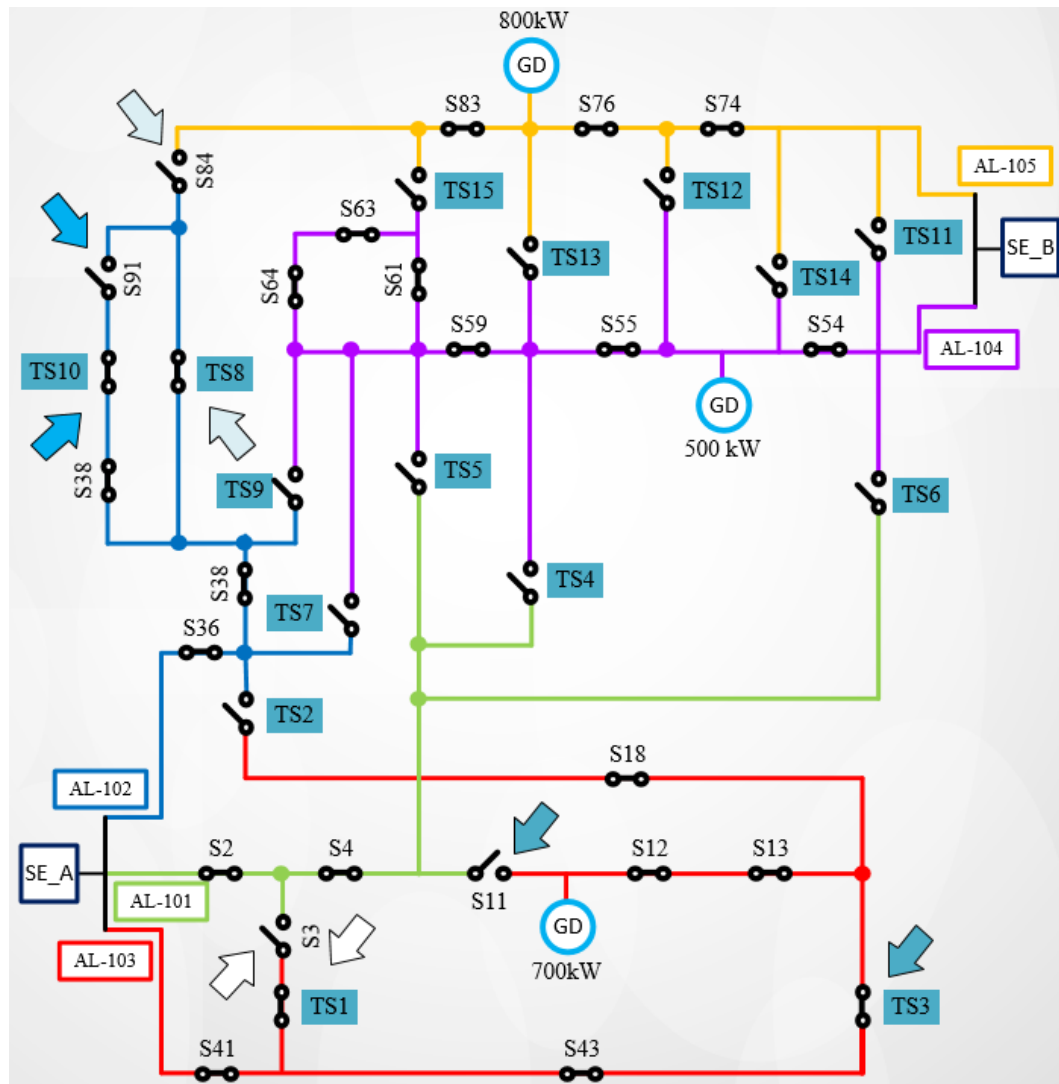 800kW
GD
S83
S76
S74
S84
AL-105
TS15
TS12
S63
TS13
TS11
SE_B
S91
S64
S61
TS14
S59
S55
S54
AL-104
TS10
TS8
GD
500 kW
S38
TS9
TS5
TS6
S38
TS4
TS7
S36
TS2
S18
AL-102
S2
S4
S12
S13
SE_A
AL-101
S11
S3
GD
AL-103
700kW
TS1
TS3
S41
S43